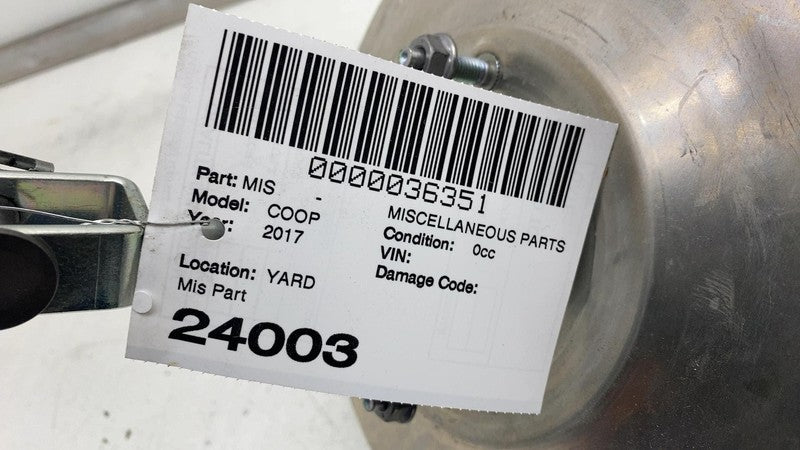 0000036351
Part: MIS - MISCELLANEOUS PARTS
Model: COOP Condition: 0cc
Year: 2017 VIN:
Damage Code:
Location: YARD
Mis Part
24003